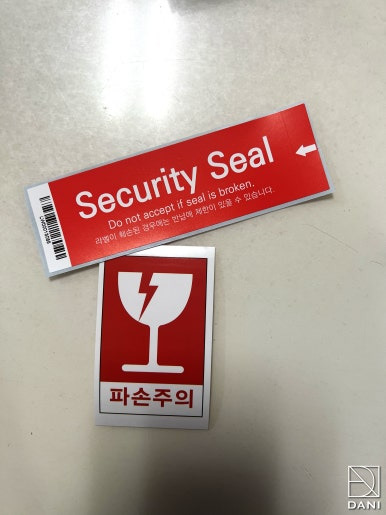 Security Seal
Do not accept if seal is broken.
라벨이 훼손된 경우에는 반납에 제한이 있을 수 있습니다.
파손주의
DANI